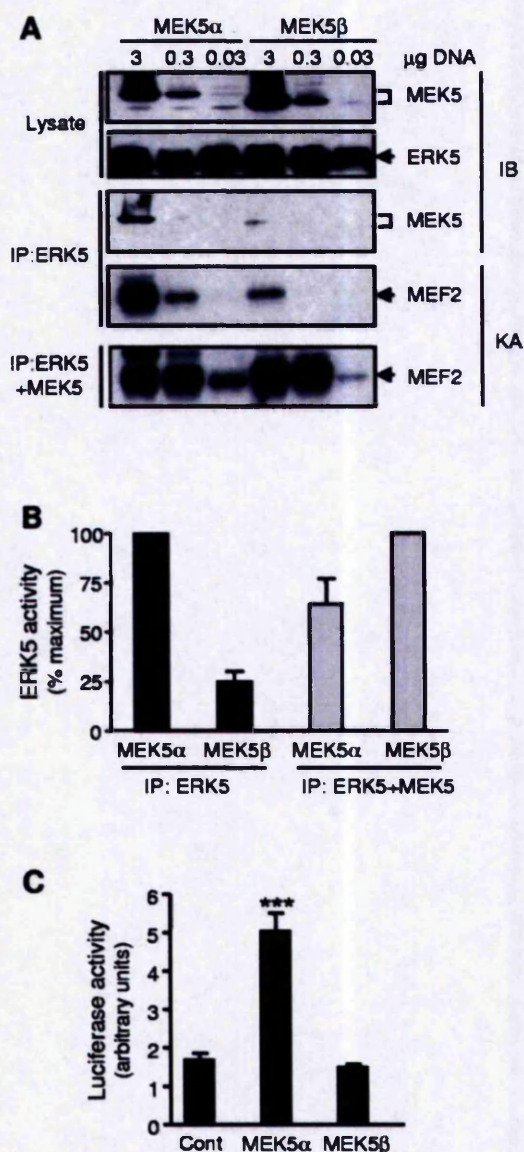 A
MEK5α MEK5β
3 0.3 0.03 3 0.3 0.03 μg DNA
Lysate
MEK5
ERK5
IB
IP:ERK5
MEK5
MEF2
KA
IP:ERK5
+MEK5
MEF2
B
ERK5 activity
(% maximum)
100
75
50
25
0
MEK5α MEK5β MEK5α MEK5β
IP: ERK5 IP: ERK5+MEK5
C
Luciferase activity
(arbitrary units)
6
5
4
3
2
1
0
***
Cont MEK5α MEK5β